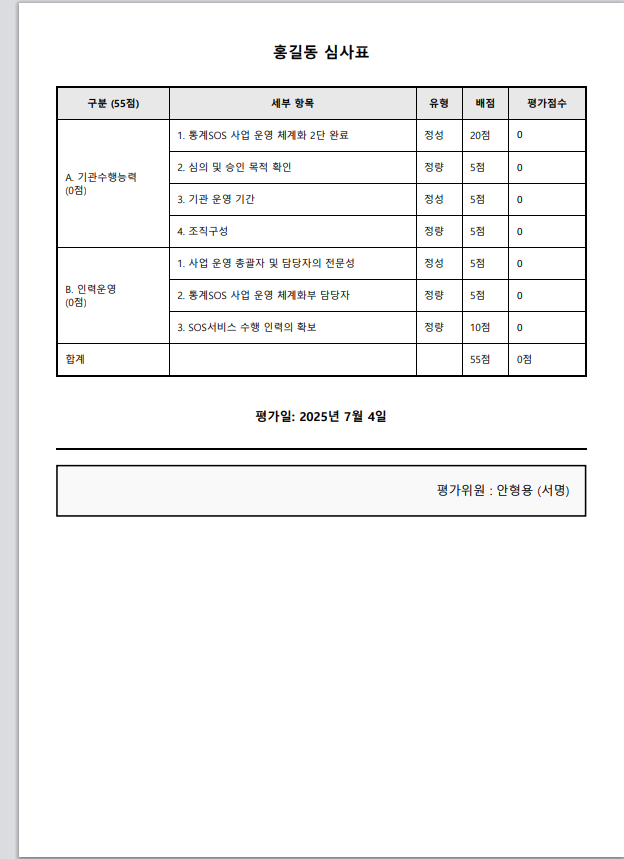 홍길동 심사표
구분 (55점) 세부 항목 유형 배점 평가점수
A. 기관수행능력
(0점)
1. 통계SOS 사업 운영 체계화 2단 완료 정성 20점 0
2. 심의 및 승인 목적 확인 정량 5점 0
3. 기관 운영 기간 정성 5점 0
4. 조직구성 정량 5점 0
B. 인력운영
(0점)
1. 사업 운영 총괄자 및 담당자의 전문성 정성 5점 0
2. 통계SOS 사업 운영 체계화부 담당자 정량 5점 0
3. SOS서비스 수행 인력의 확보 정량 10점 0
합계 55점 0점
평가일: 2025년 7월 4일
평가위원 : 안형용 (서명)